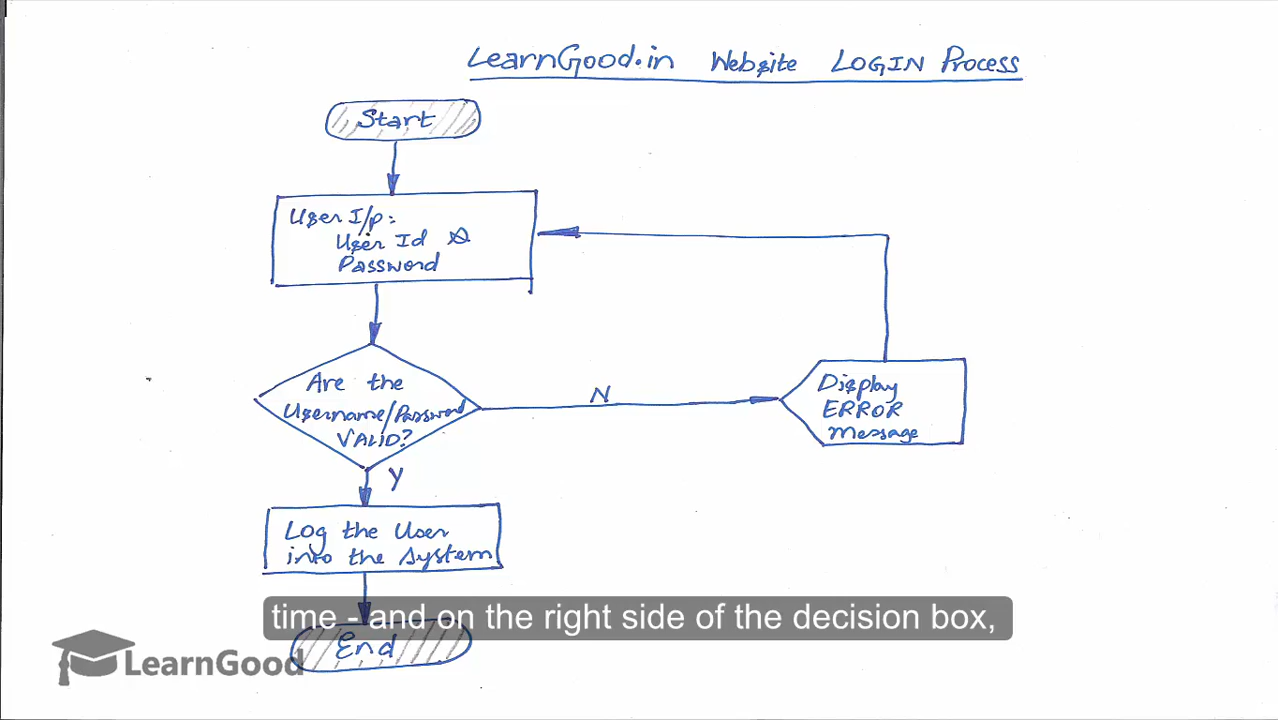 LearnGood.in Website LOGIN Process
Start
User I/p:
User Id &
Password
Are the
Username/Password
VALID?
N
Display
ERROR
Message
Y
Log the User
into the System
time - and on the right side of the decision box,
End
LearnGood